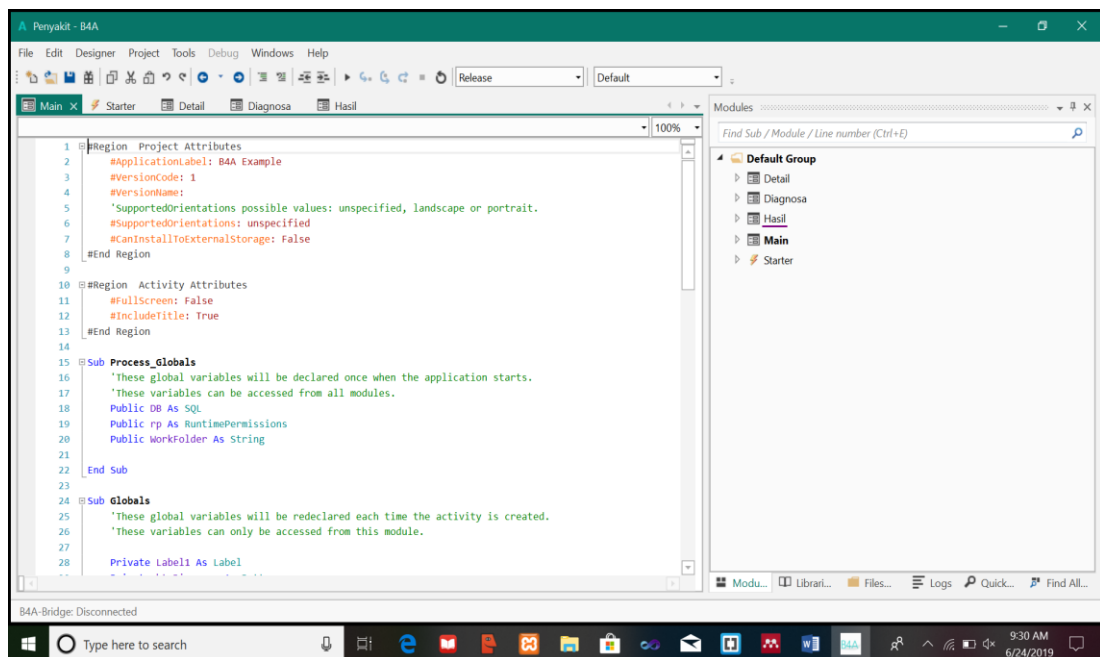 Penyakit - B4A
File Edit Designer Project Tools Debug Windows Help
Release Default
Main Starter Detail Diagnosa Hasil
100%
1 #Region Project Attributes
2 #ApplicationLabel: B4A Example
3 #VersionCode: 1
4 #VersionName:
5 'SupportedOrientations possible values: unspecified, landscape or portrait.
6 #SupportedOrientations: unspecified
7 #CanInstallToExternalStorage: False
8 #End Region
9
10 #Region Activity Attributes
11 #FullScreen: False
12 #IncludeTitle: True
13 #End Region
14
15 Sub Process_Globals
16 'These global variables will be declared once when the application starts.
17 'These variables can be accessed from all modules.
18 Public DB As SQL
19 Public rp As RuntimePermissions
20 Public WorkFolder As String
21
22 End Sub
23
24 Sub Globals
25 'These global variables will be redeclared each time the activity is created.
26 'These variables can only be accessed from this module.
27
28 Private Label1 As Label
Modules
Find Sub / Module / Line number (Ctrl+E)
Default Group
Detail
Diagnosa
Hasil
Main
Starter
Modu... Librari... Files... Logs Quick... Find All...
B4A-Bridge: Disconnected
Type here to search
B4A
9:30 AM
6/24/2019